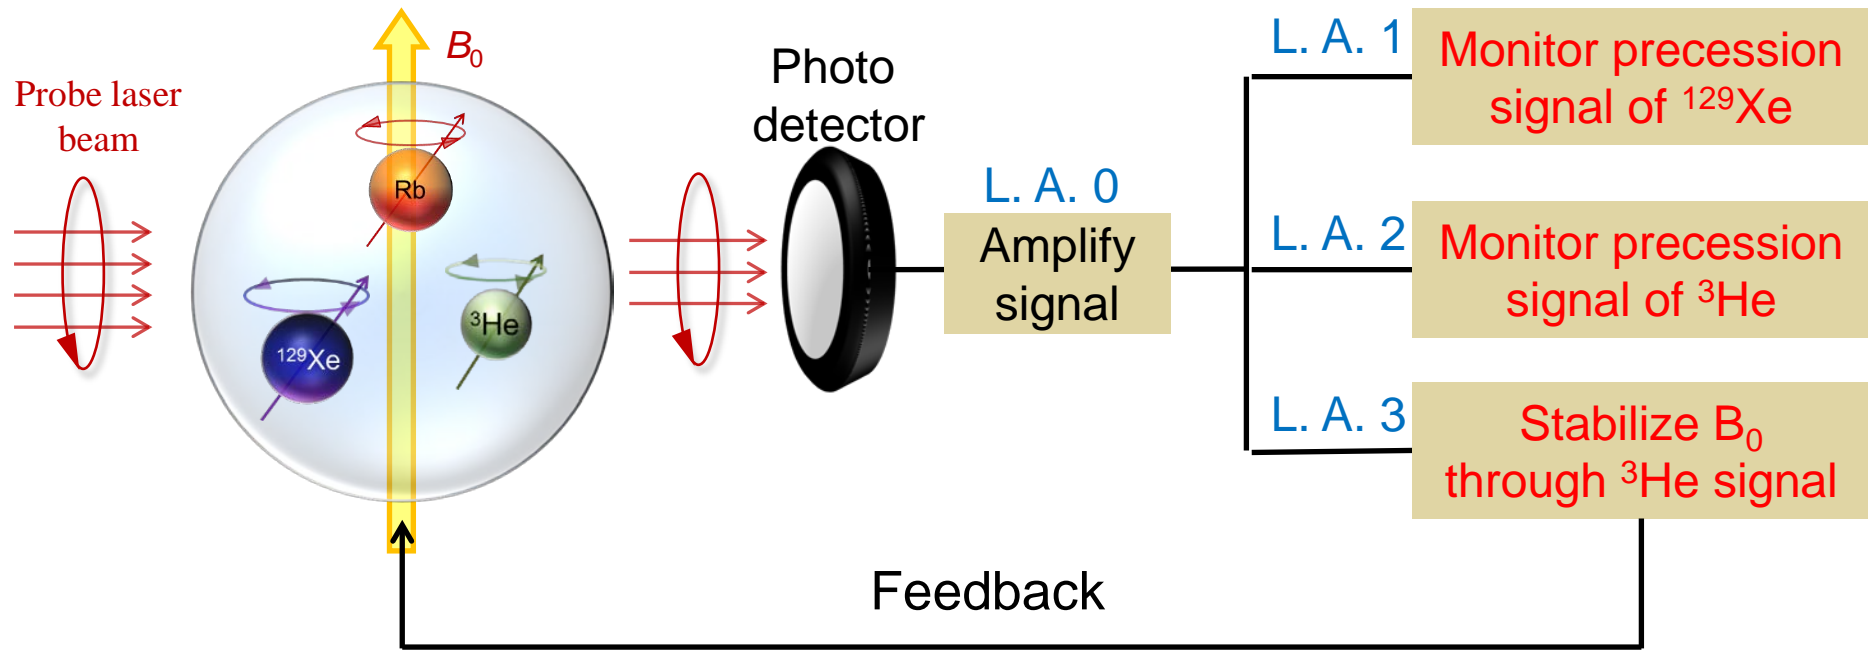 Probe laser
beam
B₀
Rb
¹²⁹Xe
³He
Photo
detector
L. A. 0
Amplify
signal
L. A. 1
Monitor precession
signal of ¹²⁹Xe
L. A. 2
Monitor precession
signal of ³He
L. A. 3
Stabilize B₀
through ³He signal
Feedback